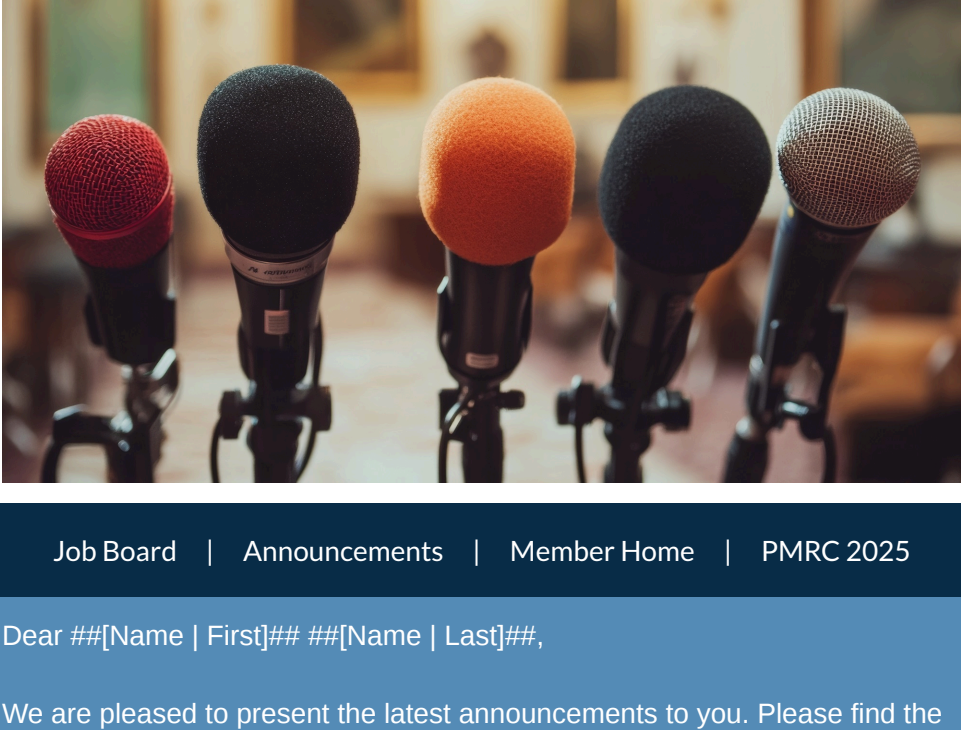 Job Board | Announcements | Member Home | PMRC 2025
Dear ##[Name | First]## ##[Name | Last]##,
We are pleased to present the latest announcements to you. Please find the